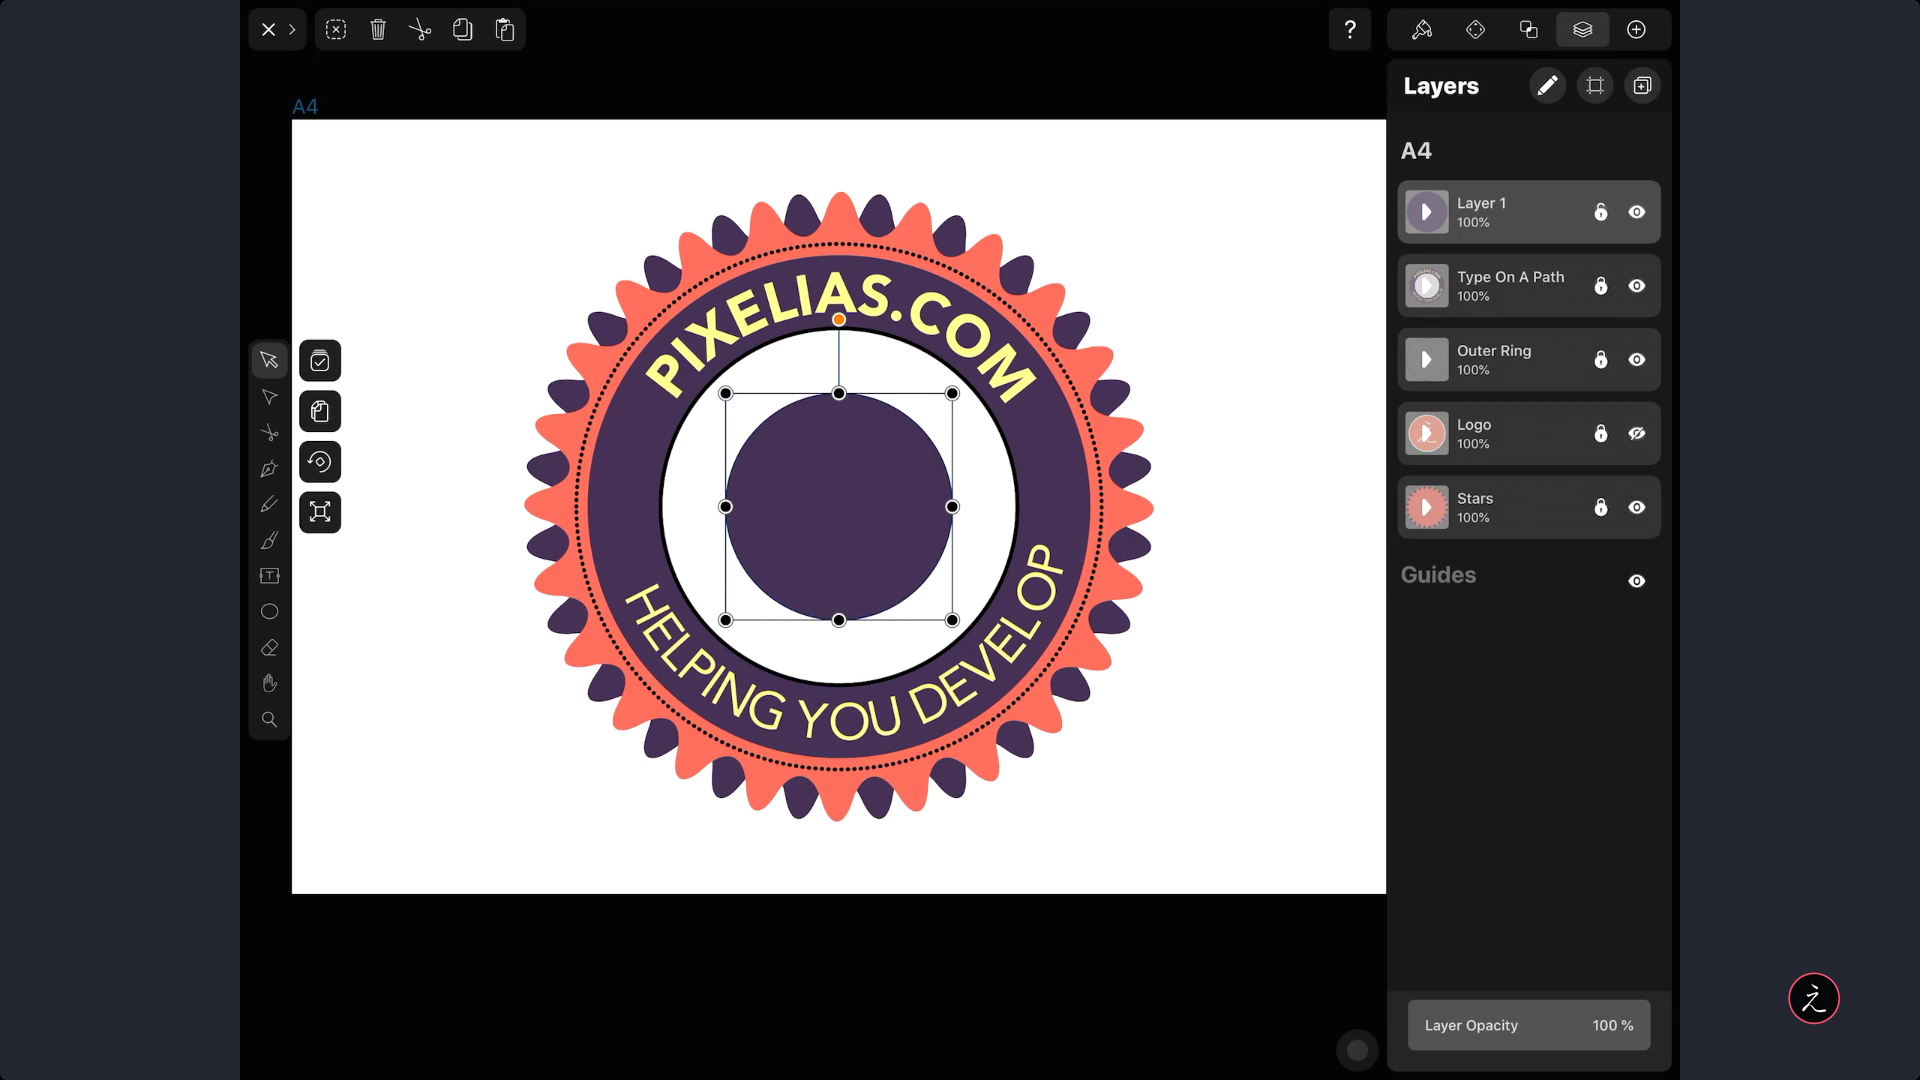 ?
Layers
A4
A4
Layer 1
100%
Type On A Path
100%
Outer Ring
100%
Logo
100%
Stars
100%
Guides
PIXELIAS.COM
HELPING YOU DEVELOP
T
Layer Opacity 100 %
え